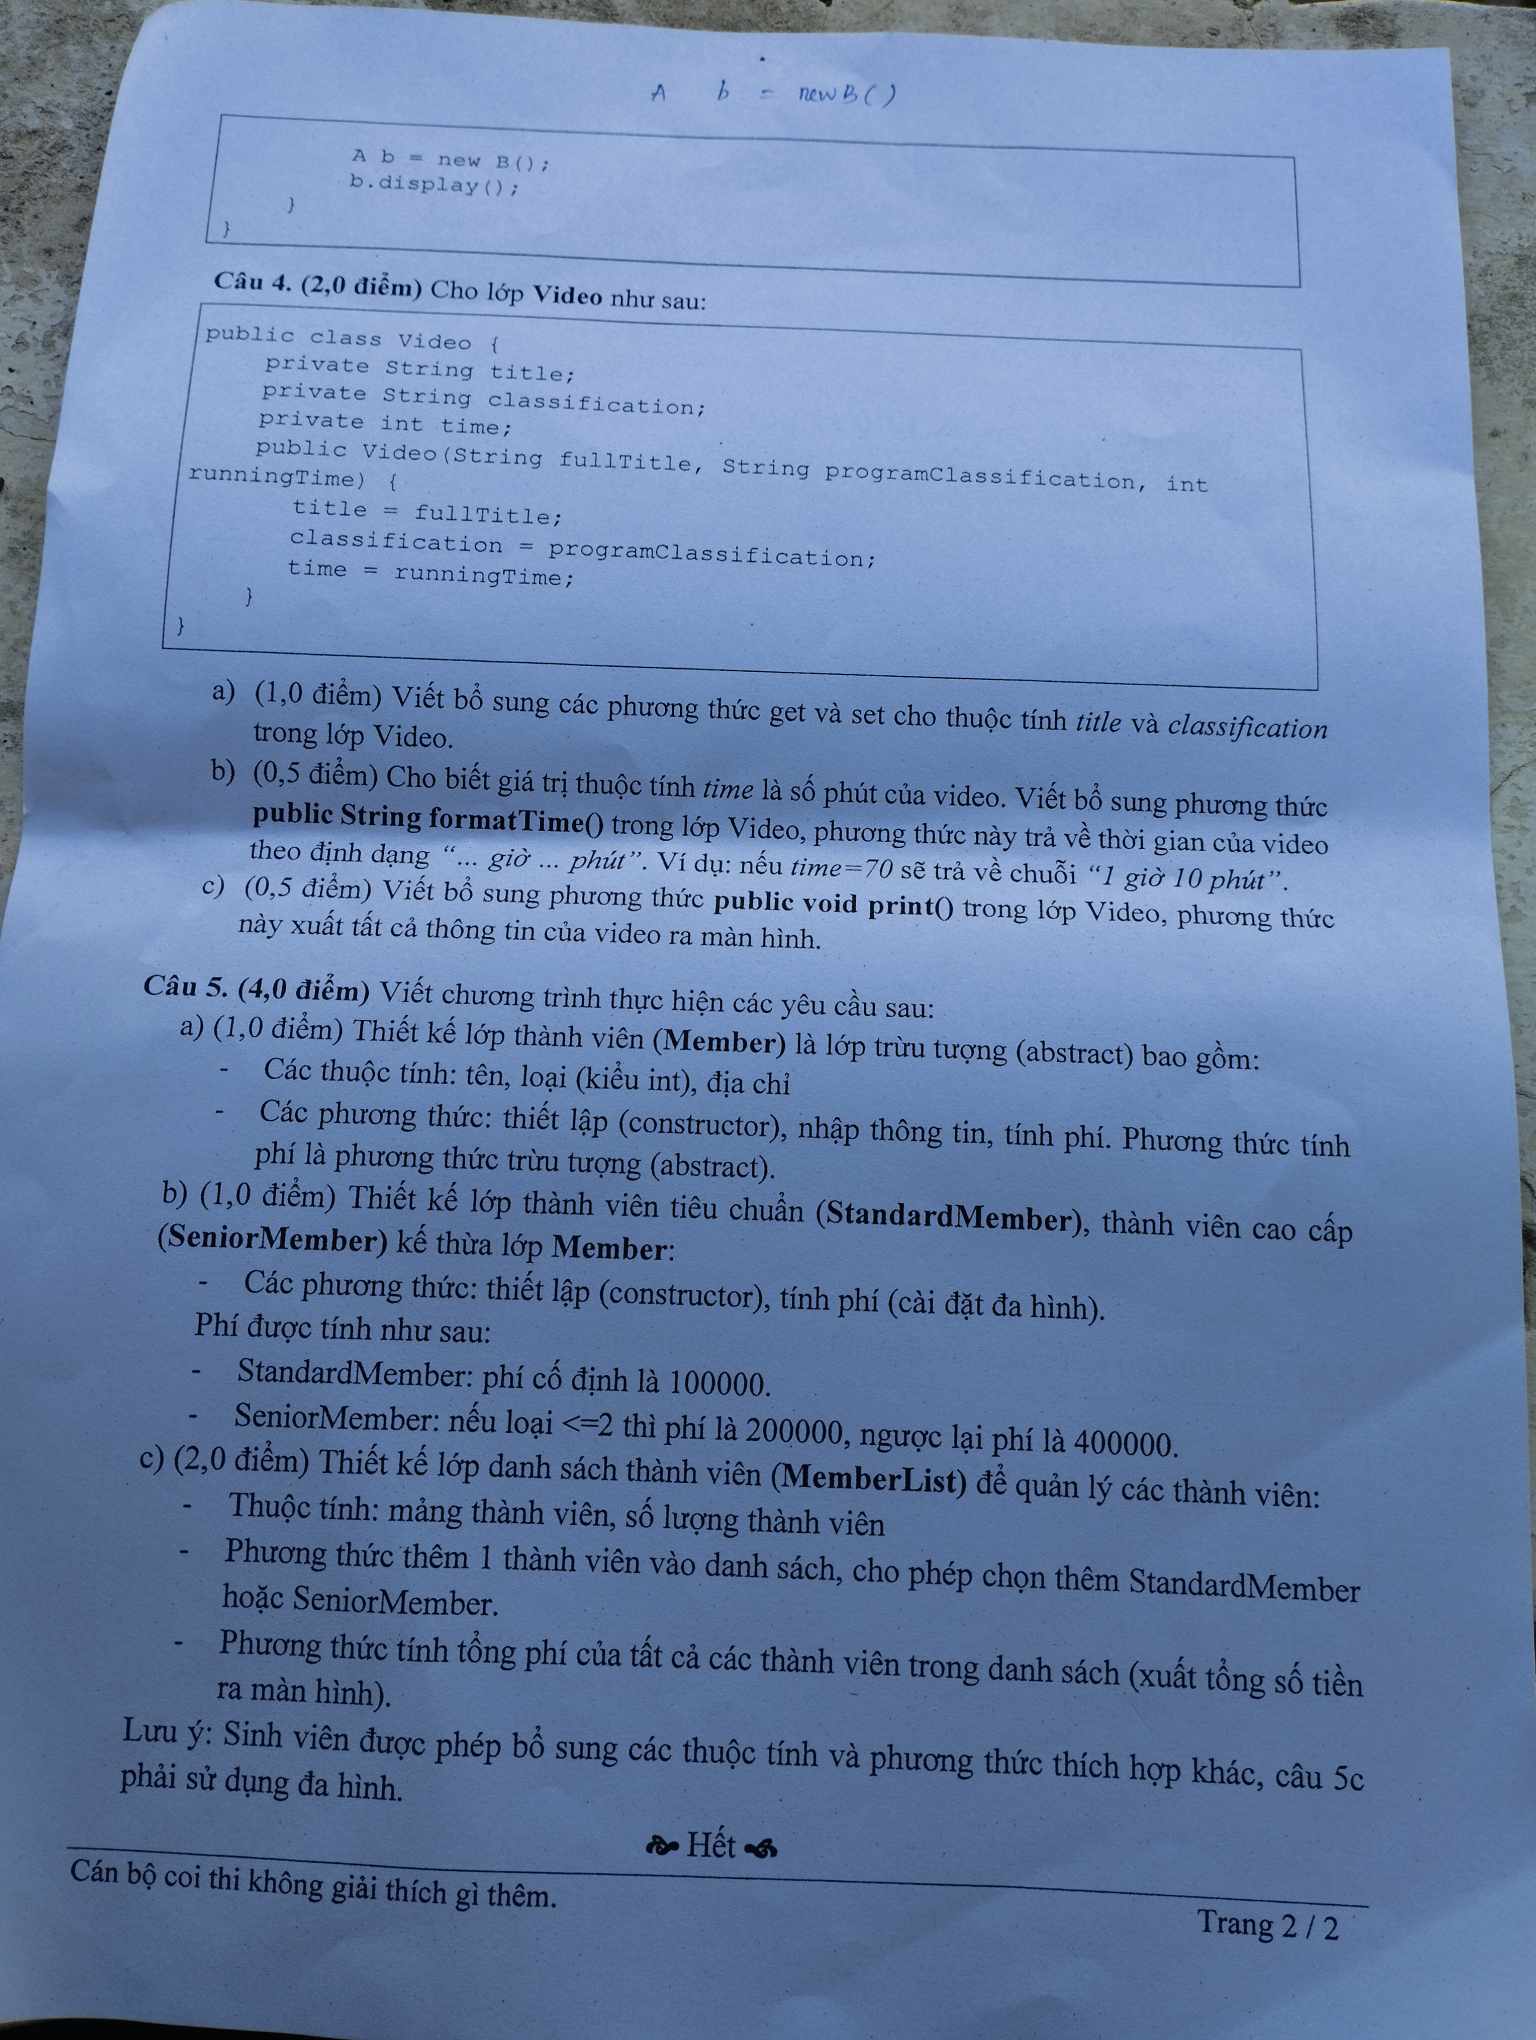 A b = new B()
A b = new B();
b.display();
}
}
Câu 4. (2,0 điểm) Cho lớp Video như sau:
public class Video {
private String title;
private String classification;
private int time;
public Video(String fullTitle, String programClassification, int
runningTime) {
title = fullTitle;
classification = programClassification;
time = runningTime;
}
}
a) (1,0 điểm) Viết bổ sung các phương thức get và set cho thuộc tính title và classification
trong lớp Video.
b) (0,5 điểm) Cho biết giá trị thuộc tính time là số phút của video. Viết bổ sung phương thức
public String formatTime() trong lớp Video, phương thức này trả về thời gian của video
theo định dạng “... giờ ... phút”. Ví dụ: nếu time=70 sẽ trả về chuỗi “1 giờ 10 phút”.
c) (0,5 điểm) Viết bổ sung phương thức public void print() trong lớp Video, phương thức
này xuất tất cả thông tin của video ra màn hình.
Câu 5. (4,0 điểm) Viết chương trình thực hiện các yêu cầu sau:
a) (1,0 điểm) Thiết kế lớp thành viên (Member) là lớp trừu tượng (abstract) bao gồm:
- Các thuộc tính: tên, loại (kiểu int), địa chỉ
- Các phương thức: thiết lập (constructor), nhập thông tin, tính phí. Phương thức tính
phí là phương thức trừu tượng (abstract).
b) (1,0 điểm) Thiết kế lớp thành viên tiêu chuẩn (StandardMember), thành viên cao cấp
(SeniorMember) kế thừa lớp Member:
- Các phương thức: thiết lập (constructor), tính phí (cài đặt đa hình).
Phí được tính như sau:
- StandardMember: phí cố định là 100000.
- SeniorMember: nếu loại <=2 thì phí là 200000, ngược lại phí là 400000.
c) (2,0 điểm) Thiết kế lớp danh sách thành viên (MemberList) để quản lý các thành viên:
- Thuộc tính: mảng thành viên, số lượng thành viên
- Phương thức thêm 1 thành viên vào danh sách, cho phép chọn thêm StandardMember
hoặc SeniorMember.
- Phương thức tính tổng phí của tất cả các thành viên trong danh sách (xuất tổng số tiền
ra màn hình).
Lưu ý: Sinh viên được phép bổ sung các thuộc tính và phương thức thích hợp khác, câu 5c
phải sử dụng đa hình.
Hết
Cán bộ coi thi không giải thích gì thêm.
Trang 2 / 2